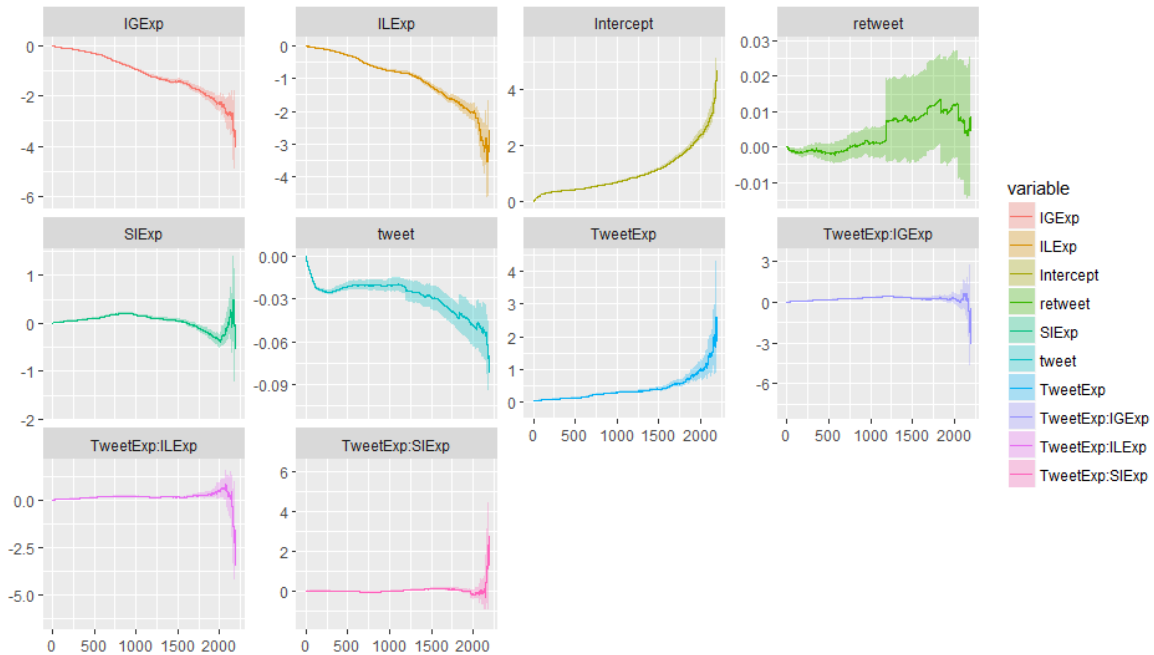 IGExp
ILExp
Intercept
retweet
0
-2
-4
-6
0
-1
-2
-3
-4
4
2
0
0.03
0.02
0.01
0.00
-0.01
SIExp
tweet
TweetExp
TweetExp:IGExp
1
0
-1
-2
0.00
-0.03
-0.06
-0.09
4
3
2
1
0
3
0
-3
-6
0 500 1000 1500 2000
0 500 1000 1500 2000
TweetExp:ILExp
TweetExp:SIExp
0.0
-2.5
-5.0
6
4
2
0
0 500 1000 1500 2000
0 500 1000 1500 2000
variable
IGExp
ILExp
Intercept
retweet
SIExp
tweet
TweetExp
TweetExp:IGExp
TweetExp:ILExp
TweetExp:SIExp